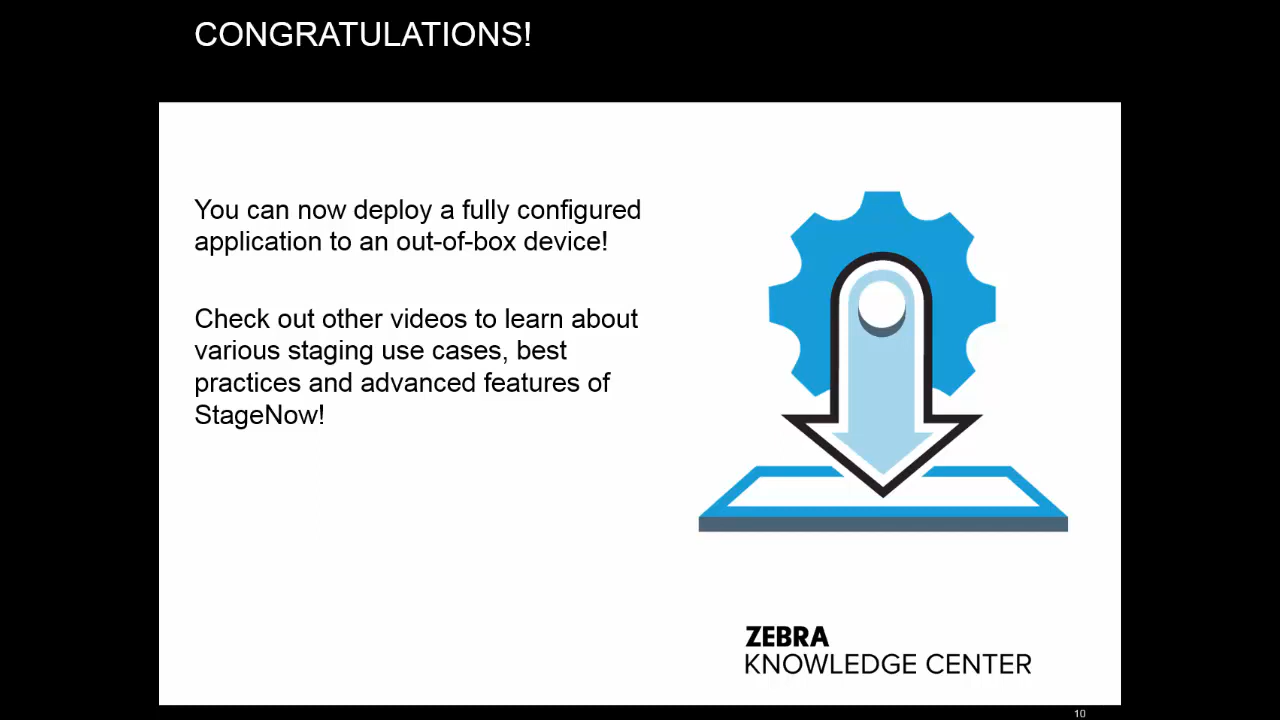 CONGRATULATIONS!
You can now deploy a fully configured
application to an out-of-box device!
Check out other videos to learn about
various staging use cases, best
practices and advanced features of
StageNow!
ZEBRA
KNOWLEDGE CENTER
10